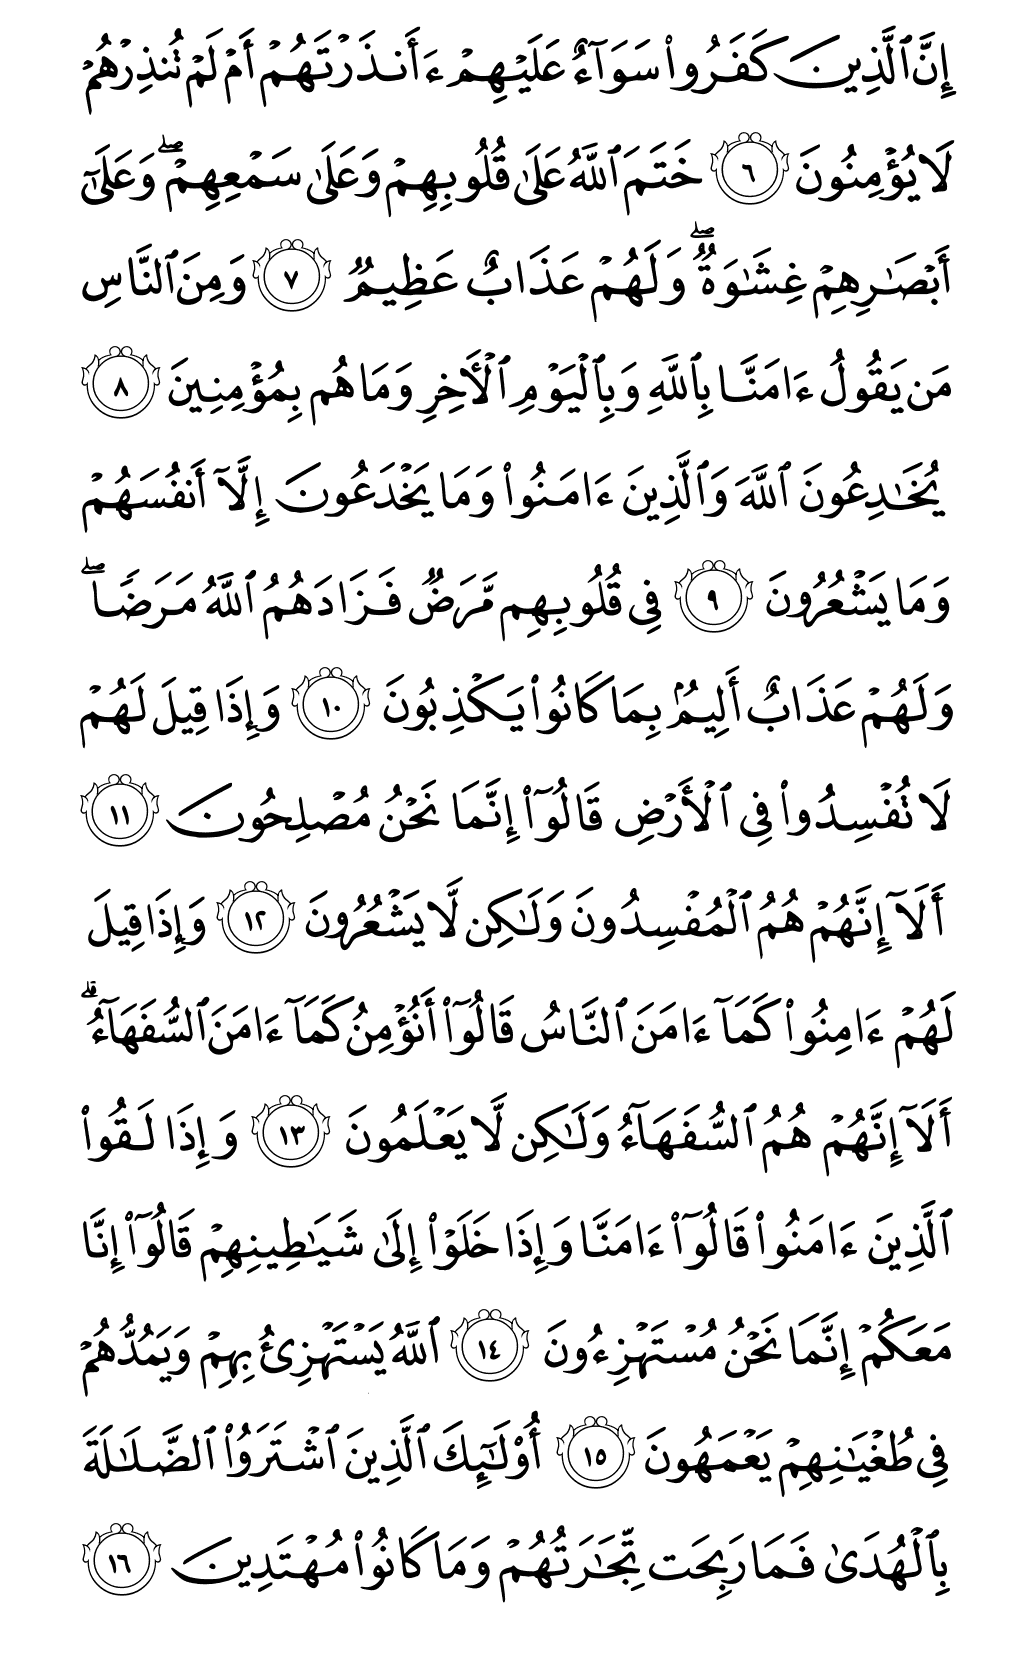 إِنَّ ٱلَّذِينَ كَفَرُوا۟ سَوَآءٌ عَلَيْهِمْ ءَأَنذَرْتَهُمْ أَمْ لَمْ تُنذِرْهُمْ
لَا يُؤْمِنُونَ ٦ خَتَمَ ٱللَّهُ عَلَىٰ قُلُوبِهِمْ وَعَلَىٰ سَمْعِهِمْ ۖ وَعَلَىٰٓ
أَبْصَـٰرِهِمْ غِشَـٰوَةٌ ۖ وَلَهُمْ عَذَابٌ عَظِيمٌ ٧ وَمِنَ ٱلنَّاسِ
مَن يَقُولُ ءَامَنَّا بِٱللَّهِ وَبِٱلْيَوْمِ ٱلْـَٔاخِرِ وَمَا هُم بِمُؤْمِنِينَ ٨
يُخَـٰدِعُونَ ٱللَّهَ وَٱلَّذِينَ ءَامَنُوا۟ وَمَا يَخْدَعُونَ إِلَّآ أَنفُسَهُمْ
وَمَا يَشْعُرُونَ ٩ فِى قُلُوبِهِم مَّرَضٌ فَزَادَهُمُ ٱللَّهُ مَرَضًا ۖ
وَلَهُمْ عَذَابٌ أَلِيمٌۢ بِمَا كَانُوا۟ يَكْذِبُونَ ١٠ وَإِذَا قِيلَ لَهُمْ
لَا تُفْسِدُوا۟ فِى ٱلْأَرْضِ قَالُوٓا۟ إِنَّمَا نَحْنُ مُصْلِحُونَ ١١
أَلَآ إِنَّهُمْ هُمُ ٱلْمُفْسِدُونَ وَلَـٰكِن لَّا يَشْعُرُونَ ١٢ وَإِذَا قِيلَ
لَهُمْ ءَامِنُوا۟ كَمَآ ءَامَنَ ٱلنَّاسُ قَالُوٓا۟ أَنُؤْمِنُ كَمَآ ءَامَنَ ٱلسُّفَهَآءُ ۗ
أَلَآ إِنَّهُمْ هُمُ ٱلسُّفَهَآءُ وَلَـٰكِن لَّا يَعْلَمُونَ ١٣ وَإِذَا لَقُوا۟
ٱلَّذِينَ ءَامَنُوا۟ قَالُوٓا۟ ءَامَنَّا وَإِذَا خَلَوْا۟ إِلَىٰ شَيَـٰطِينِهِمْ قَالُوٓا۟ إِنَّا
مَعَكُمْ إِنَّمَا نَحْنُ مُسْتَهْزِءُونَ ١٤ ٱللَّهُ يَسْتَهْزِئُ بِهِمْ وَيَمُدُّهُمْ
فِى طُغْيَـٰنِهِمْ يَعْمَهُونَ ١٥ أُو۟لَـٰٓئِكَ ٱلَّذِينَ ٱشْتَرَوُا۟ ٱلضَّلَـٰلَةَ
بِٱلْهُدَىٰ فَمَا رَبِحَت تِّجَـٰرَتُهُمْ وَمَا كَانُوا۟ مُهْتَدِينَ ١٦